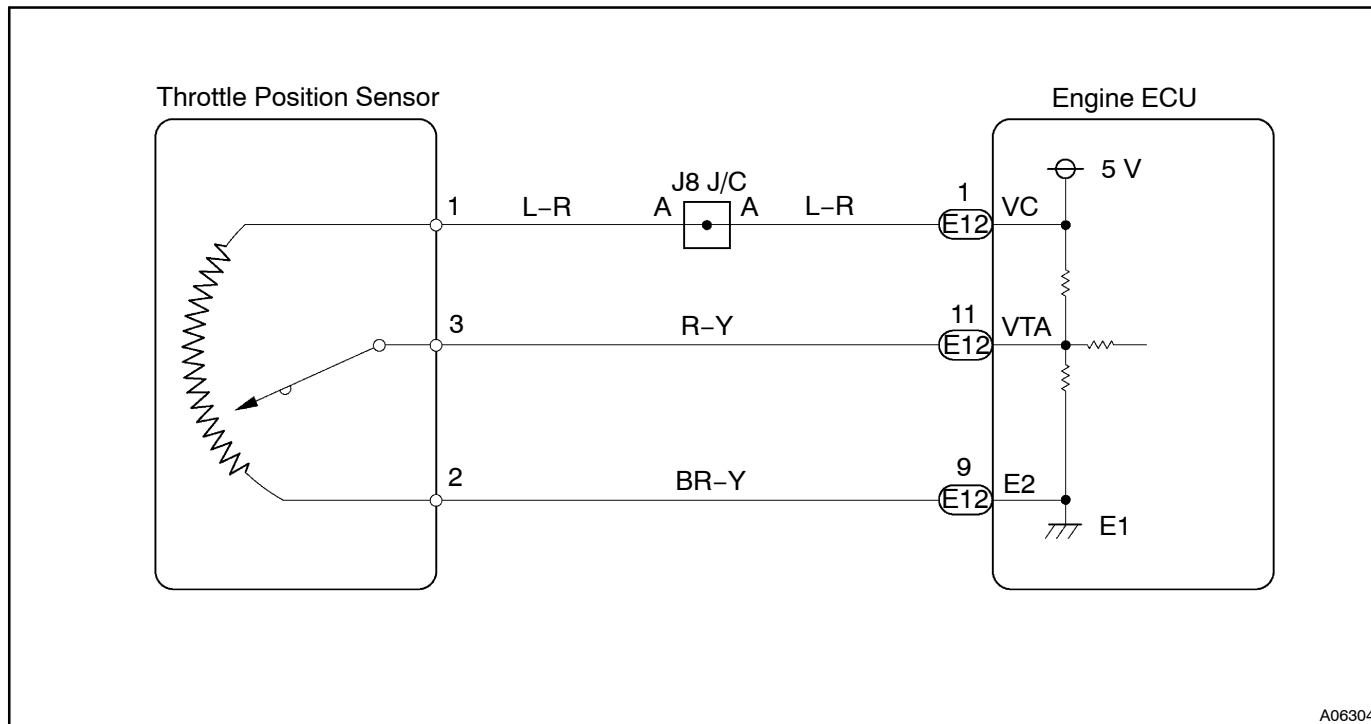 Throttle Position Sensor
Engine ECU
5 V
J8 J/C
1
L–R
A
A
L–R
1
E12
VC
3
R–Y
11
E12
VTA
2
BR–Y
9
E12
E2
E1
A06304